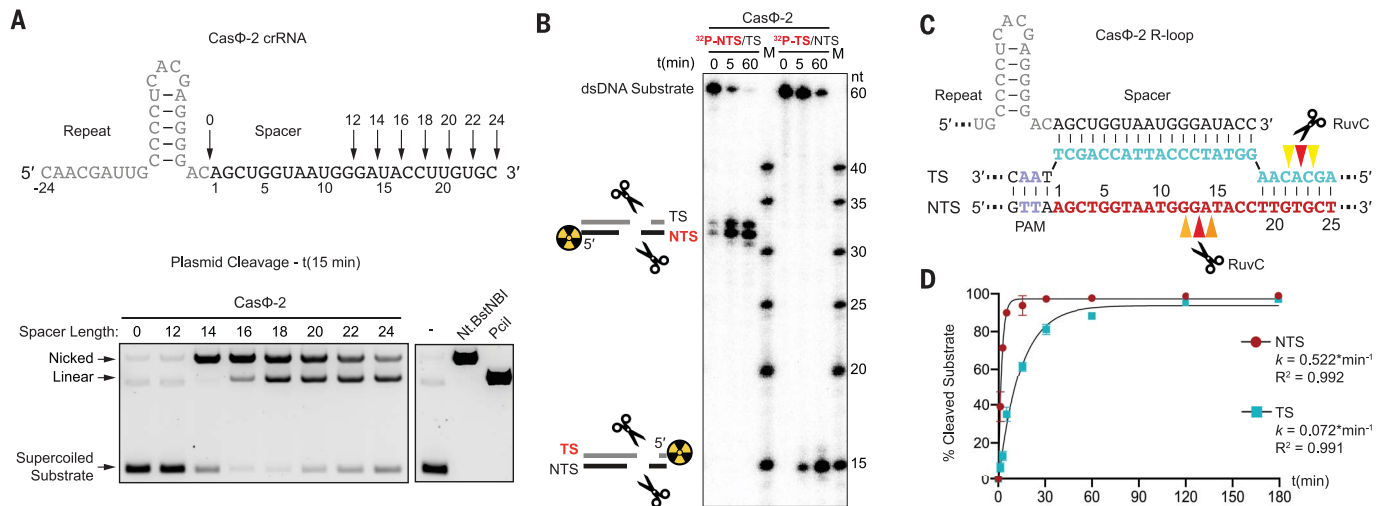 A
CasΦ-2 crRNA
A C
C G
U A
C–G
C–G
C–G
C–G
Repeat
0 Spacer 12 14 16 18 20 22 24
5′ CAACGAUUG ACAGCUGGUAAUGGGAUACCUUGUGC 3′
-24 1 5 10 15 20
Plasmid Cleavage - t(15 min)
CasΦ-2
Spacer Length: 0 12 14 16 18 20 22 24 - Nt.BstNBI PciI
Nicked
Linear
Supercoiled
Substrate
B
CasΦ-2
³²P-NTS/TS M ³²P-TS/NTS M
t(min) 0 5 60 0 5 60 nt
dsDNA Substrate 60
40
35
TS
NTS
5′
30
25
20
TS 5′
NTS
15
C
CasΦ-2 R-loop
A C
C G
U A
C–G
C–G
C–G
C–G
Repeat Spacer
5′ UG ACAGCUGGUAAUGGGAUACC 3′ RuvC
TCGACCATTACCCTATGG
TS 3′ CAAT AACACGA 5′
1 5 10 15
NTS 5′ GTTAAGCTGGTAATGGGATACCTTGTGCT 3′
PAM 20 25
RuvC
D
% Cleaved Substrate
100
80
60
40
20
0
0 30 60 90 120 150 180 t(min)
NTS
k = 0.522*min⁻¹
R² = 0.992
TS
k = 0.072*min⁻¹
R² = 0.991